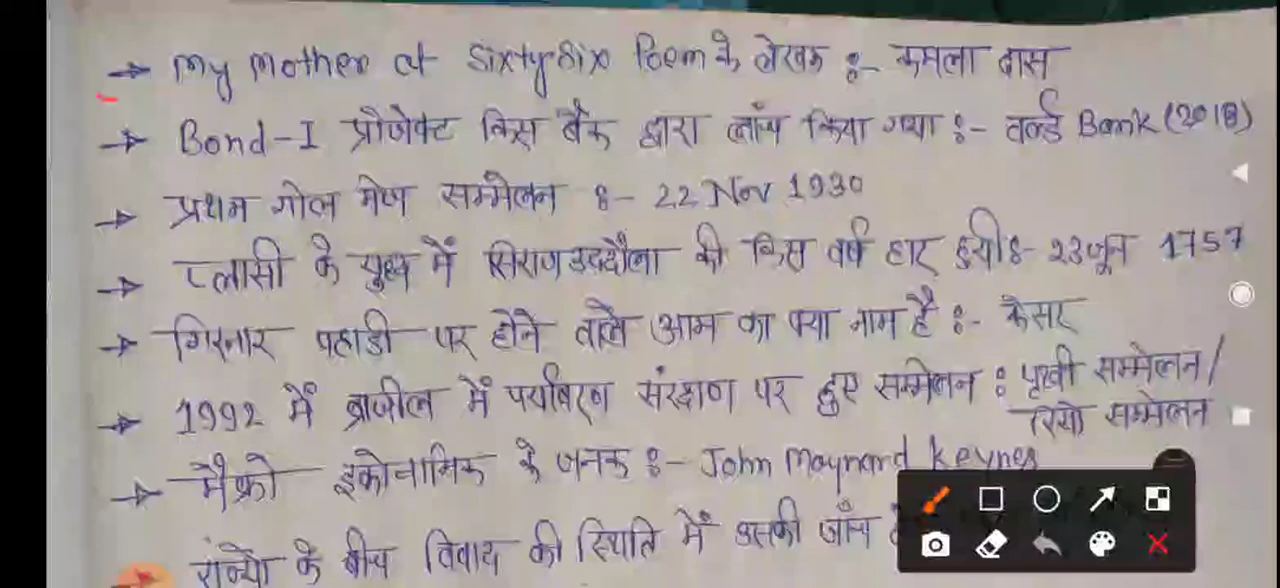 → My Mother at Sixty Six Poem के लेखक :- कमला दास
→ Bond-I प्रोजेक्ट किस बैंक द्वारा लॉंच किया गया :- वर्ल्ड Bank (2018)
→ प्रथम गोल मेज सम्मेलन :- 22 Nov 1930
→ प्लासी के युद्ध में सिराजउददौला की किस वर्ष हार हुयी :- 23 जून 1757
→ गिरनार पहाडी पर होने वाले आम का क्या नाम है :- केसर
→ 1992 में ब्राजील में पर्यावरण संरक्षण पर हुए सम्मेलन : पृथ्वी सम्मेलन/
रियो सम्मेलन
→ मैक्रो इकोनामिक के जनक :- John Maynard Keynes
राज्यो के बीच विवाद की स्थिति में उसकी जाँच